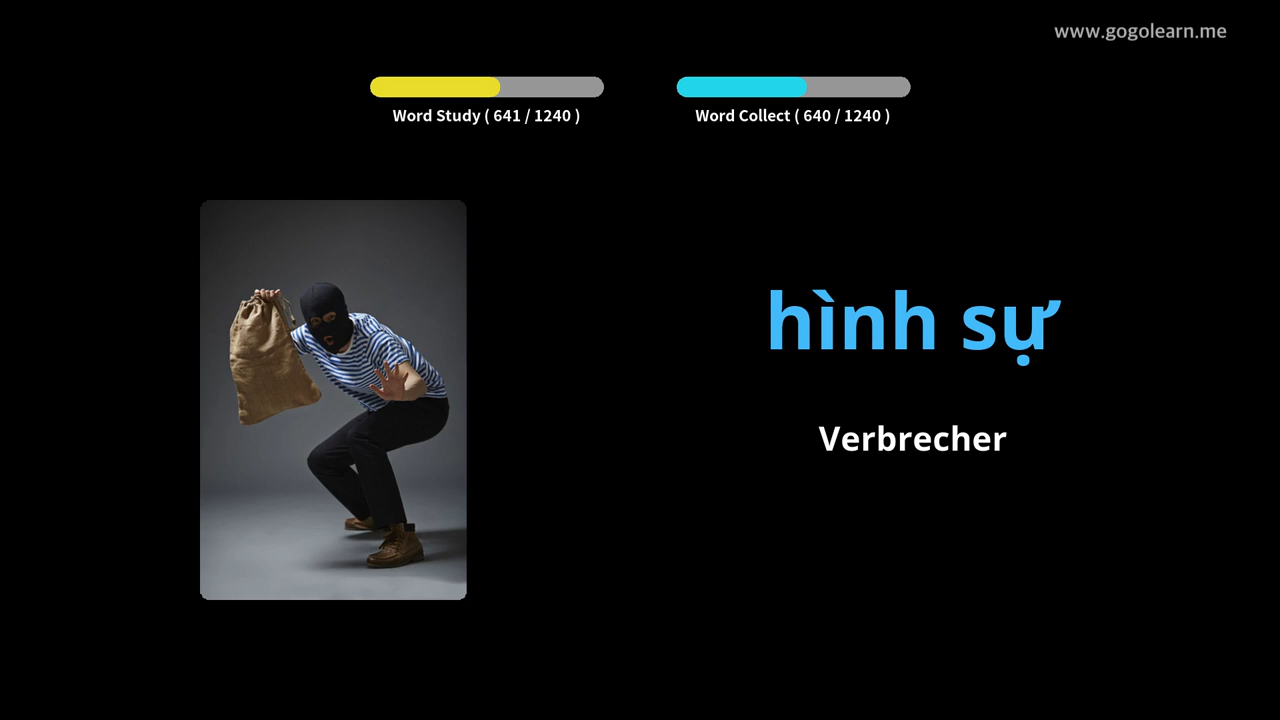 www.gogolearn.me
Word Study ( 641 / 1240 )
Word Collect ( 640 / 1240 )
hình sự
Verbrecher